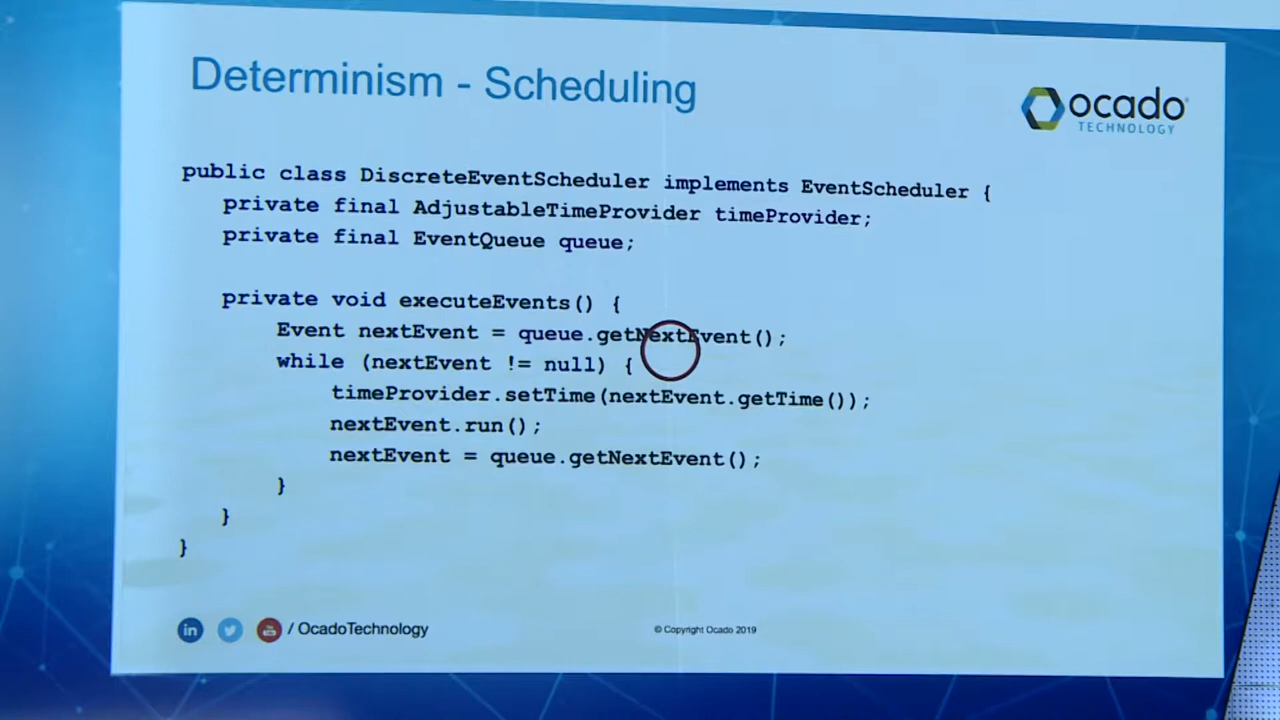 Determinism - Scheduling
ocado
TECHNOLOGY
public class DiscreteEventScheduler implements EventScheduler {
    private final AdjustableTimeProvider timeProvider;
    private final EventQueue queue;
    private void executeEvents() {
        Event nextEvent = queue.getNextEvent();
        while (nextEvent != null) {
            timeProvider.setTime(nextEvent.getTime());
            nextEvent.run();
            nextEvent = queue.getNextEvent();
        }
    }
}
in / OcadoTechnology
© Copyright Ocado 2019